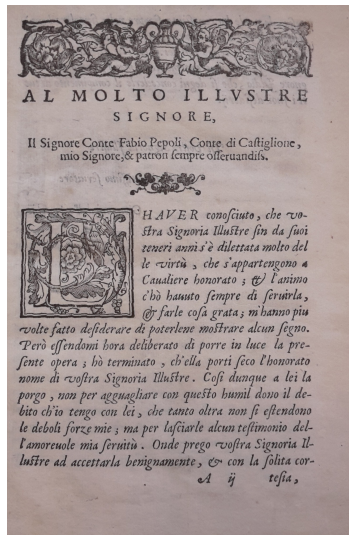 AL MOLTO ILLVSTRE
SIGNORE,
Il Signore Conte Fabio Pepoli, Conte di Castiglione,
mio Signore, & patron sempre osseruandiss.
L'HAVER conosciuto, che vo-
stra Signoria Illustre sin da suoi
teneri anni s'è dilettata molto del
le virtù, che s'appartengono a
Caualiere honorato; & l'animo
c'hò hauuto sempre di seruirla,
& farle cosa grata; m'hanno piu
volte fatto desiderare di poterlene mostrare alcun segno.
Però essendomi hora deliberato di porre in luce la pre-
sente opera; hò terminato, ch'ella porti seco l'honorato
nome di vostra Signoria Illustre. Cosi dunque a lei la
porgo, non per agguagliare con questo humil dono il de-
bito ch'io tengo con lei, che tanto oltra non si estendono
le deboli forze mie; ma per lasciarle alcun testimonio del-
l'amoreuole mia seruitù. Onde prego vostra Signoria Il-
lustre ad accettarla benignamente, & con la solita cor-
A ij tesia,